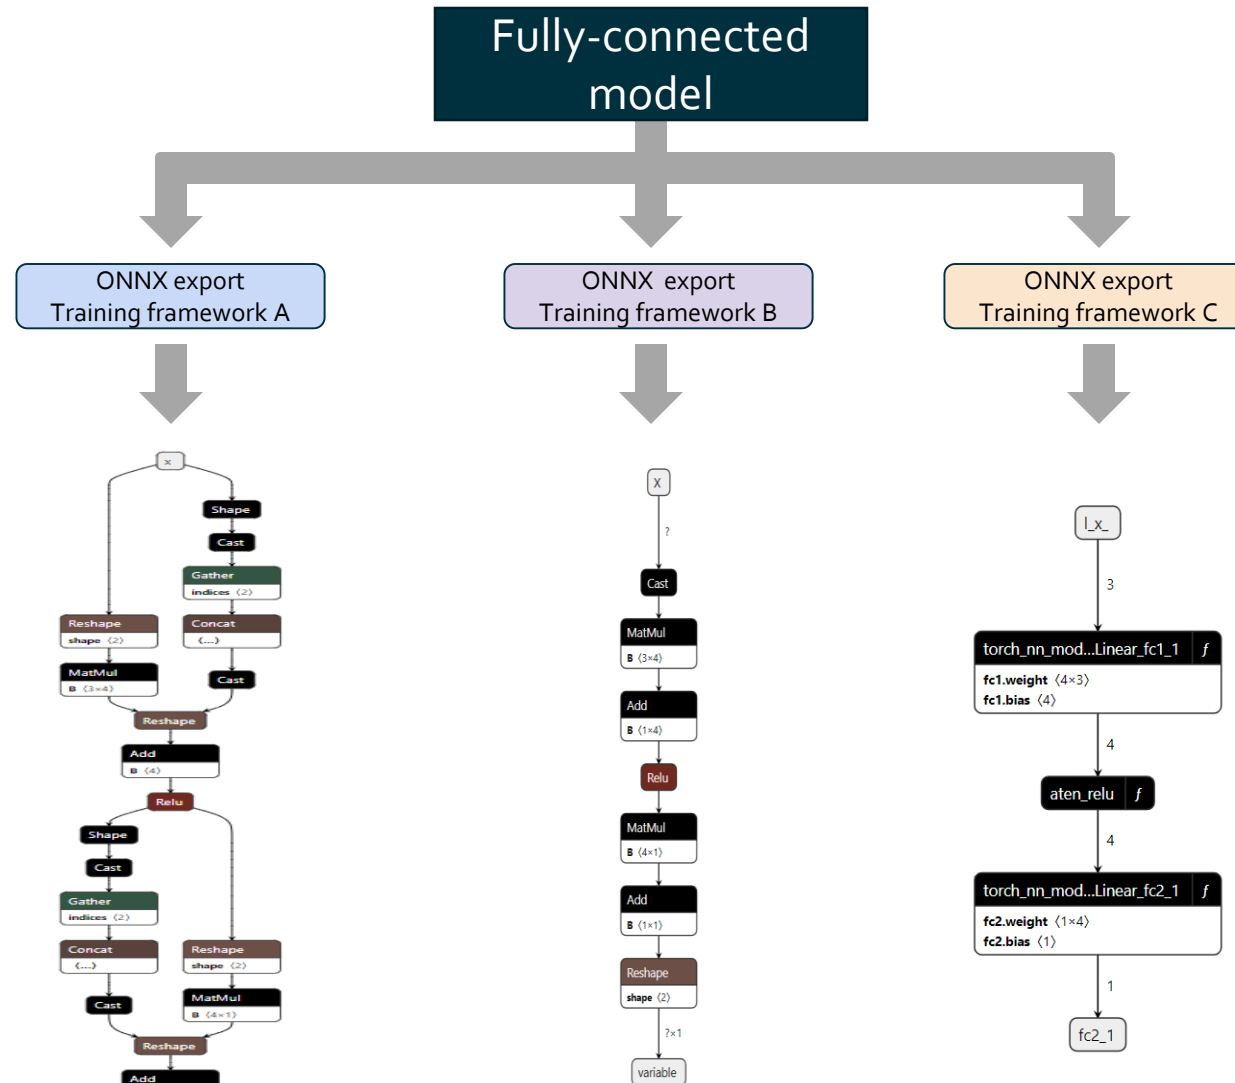 Fully-connected
model
ONNX export
Training framework A
ONNX export
Training framework B
ONNX export
Training framework C
x
Shape
Cast
Gather
indices ⟨2⟩
Reshape
shape ⟨2⟩
Concat
⟨...⟩
MatMul
B ⟨3×4⟩
Cast
Reshape
Add
B ⟨4⟩
Relu
Shape
Cast
Gather
indices ⟨2⟩
Concat
⟨...⟩
Reshape
shape ⟨2⟩
Cast
MatMul
B ⟨4×1⟩
Reshape
Add
X
?
Cast
MatMul
B ⟨3×4⟩
Add
B ⟨1×4⟩
Relu
MatMul
B ⟨4×1⟩
Add
B ⟨1×1⟩
Reshape
shape ⟨2⟩
?×1
variable
l_x_
3
torch_nn_mod...Linear_fc1_1 f
fc1.weight ⟨4×3⟩
fc1.bias ⟨4⟩
4
aten_relu f
4
torch_nn_mod...Linear_fc2_1 f
fc2.weight ⟨1×4⟩
fc2.bias ⟨1⟩
1
fc2_1